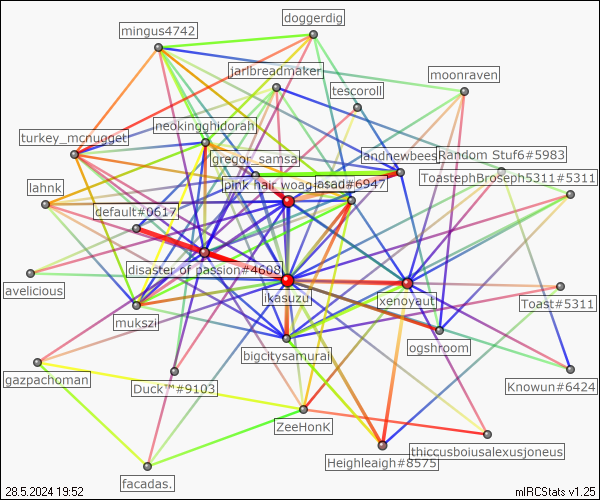 doggerdig
mingus4742
jarlbreadmaker
moonraven
tescoroll
neokingghidorah
turkey_mcnugget
andnewbees
Random Stuf6#5983
gregor_samsa
ToastephBroseph5311#5311
pink hair woag
asad#6947
lahnk
default#0617
disaster of passion#4608
avelicious
ikasuzu
xenoyaut
Toast#5311
mukszil
ogshroom
bigcitysamurai
gazpachoman
Duck™#9103
Knowun#6424
ZeeHonK
thiccusboiusalexusjoneus
Heighleaigh#8575
facadas.
28.5.2024 19:52
mIRCStats v1.25